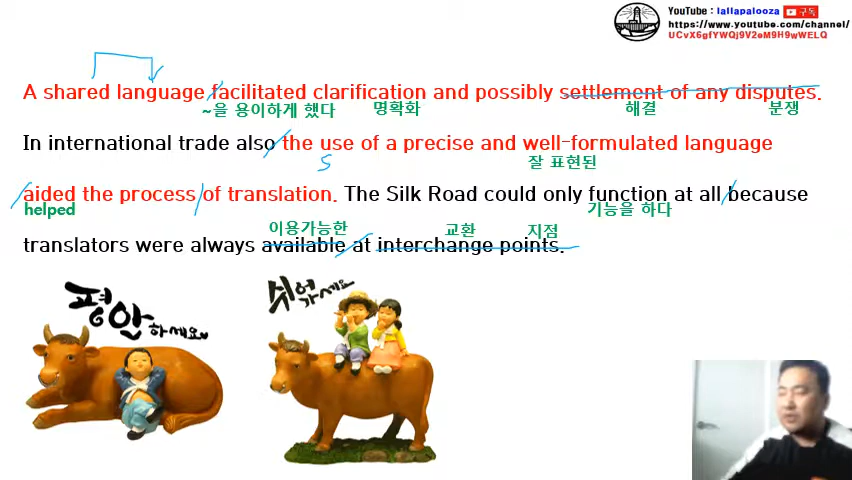 YouTube : lallapalooza 구독
https://www.youtube.com/channel/
UCvX6gfYWQj9V2eM9H9wWELQ
A shared language facilitated clarification and possibly settlement of any disputes.
~을 용이하게 했다 명확화 해결 분쟁
In international trade also the use of a precise and well-formulated language
S 잘 표현된
aided the process of translation. The Silk Road could only function at all because
helped 기능을 하다
이용가능한 교환 지점
translators were always available at interchange points.
평안하세요
쉬어가세요